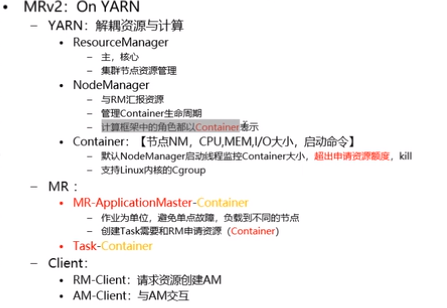 • MRv2：On YARN
– YARN：解耦资源与计算
• ResourceManager
– 主，核心
– 集群节点资源管理
• NodeManager
– 与RM汇报资源
– 管理Container生命周期
– 计算框架中的角色都以Container表示
• Container：【节点NM，CPU,MEM,I/O大小，启动命令】
– 默认NodeManager启动线程监控Container大小，超出申请资源额度，kill
– 支持Linux内核的Cgroup
– MR：
• MR-ApplicationMaster-Container
– 作业为单位，避免单点故障，负载到不同的节点
– 创建Task需要和RM申请资源（Container）
• Task-Container
– Client：
• RM-Client：请求资源创建AM
• AM-Client：与AM交互